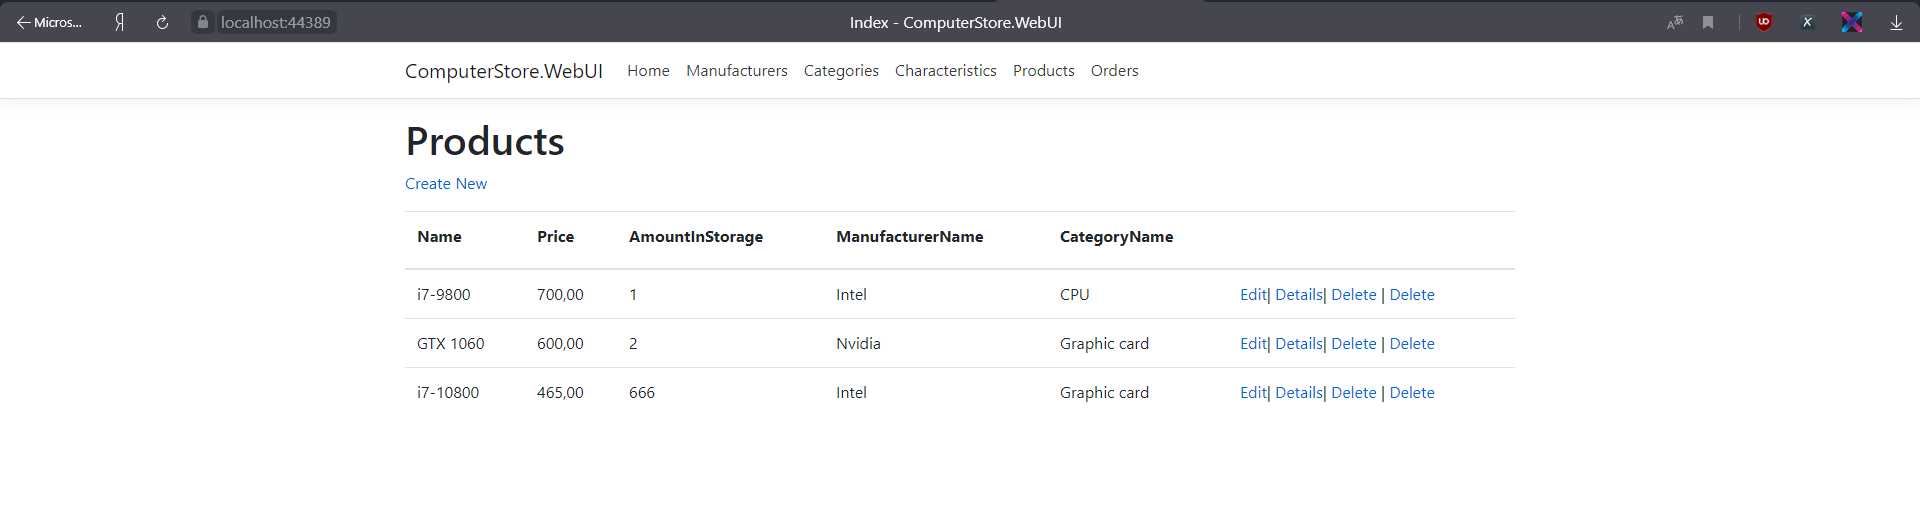 Micros... Я localhost:44389 Index - ComputerStore.WebUI
ComputerStore.WebUI Home Manufacturers Categories Characteristics Products Orders
Products
Create New
Name Price AmountInStorage ManufacturerName CategoryName
i7-9800 700,00 1 Intel CPU Edit| Details| Delete | Delete
GTX 1060 600,00 2 Nvidia Graphic card Edit| Details| Delete | Delete
i7-10800 465,00 666 Intel Graphic card Edit| Details| Delete | Delete